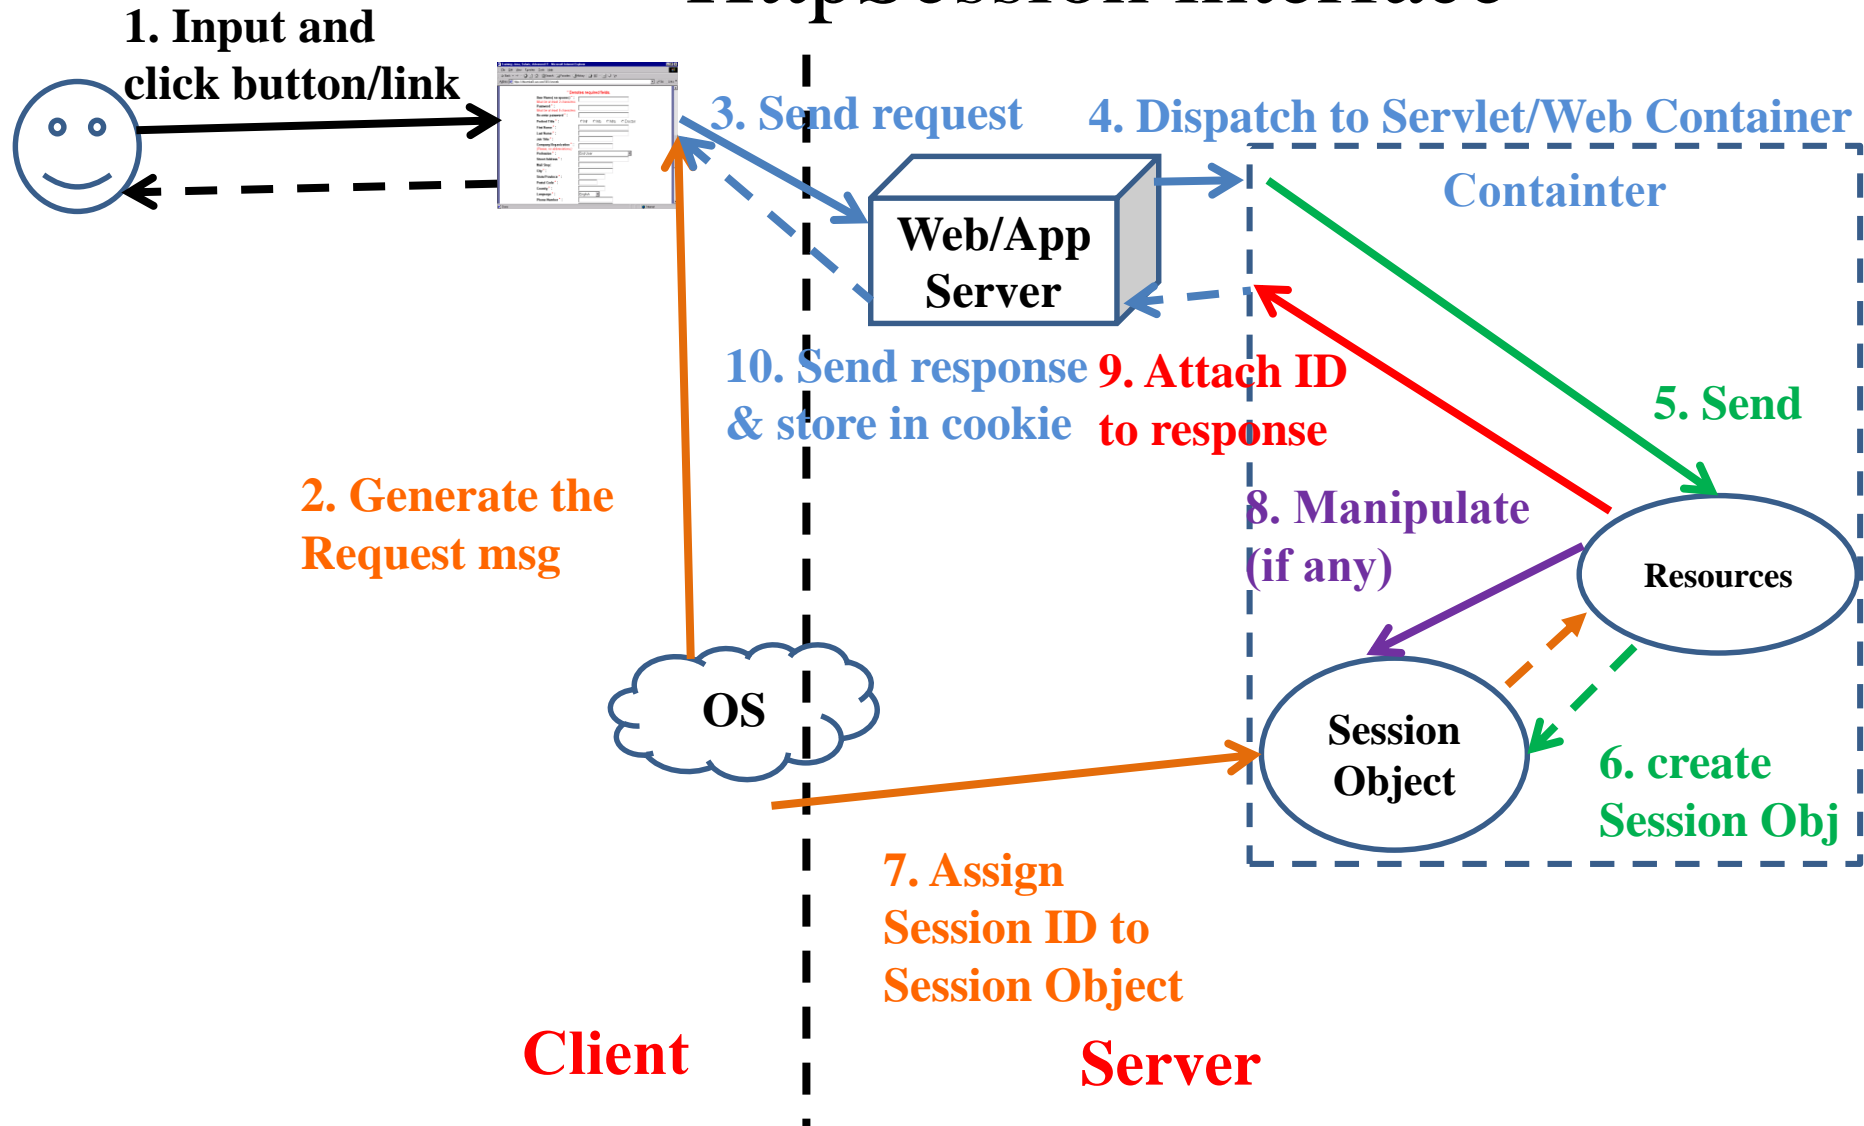 HttpSession interface
1. Input and
click button/link
3. Send request
4. Dispatch to Servlet/Web Container
Containter
Web/App
Server
10. Send response
& store in cookie
9. Attach ID
to response
5. Send
2. Generate the
Request msg
8. Manipulate
(if any)
Resources
OS
Session
Object
6. create
Session Obj
7. Assign
Session ID to
Session Object
Client
Server